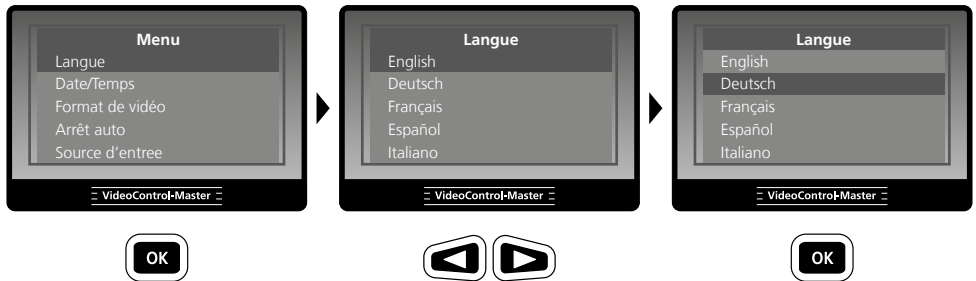 Menu
Langue
Date/Temps
Format de vidéo
Arrêt auto
Source d'entree
VideoControl-Master
OK
Langue
English
Deutsch
Français
Español
Italiano
VideoControl-Master
Langue
English
Deutsch
Français
Español
Italiano
VideoControl-Master
OK